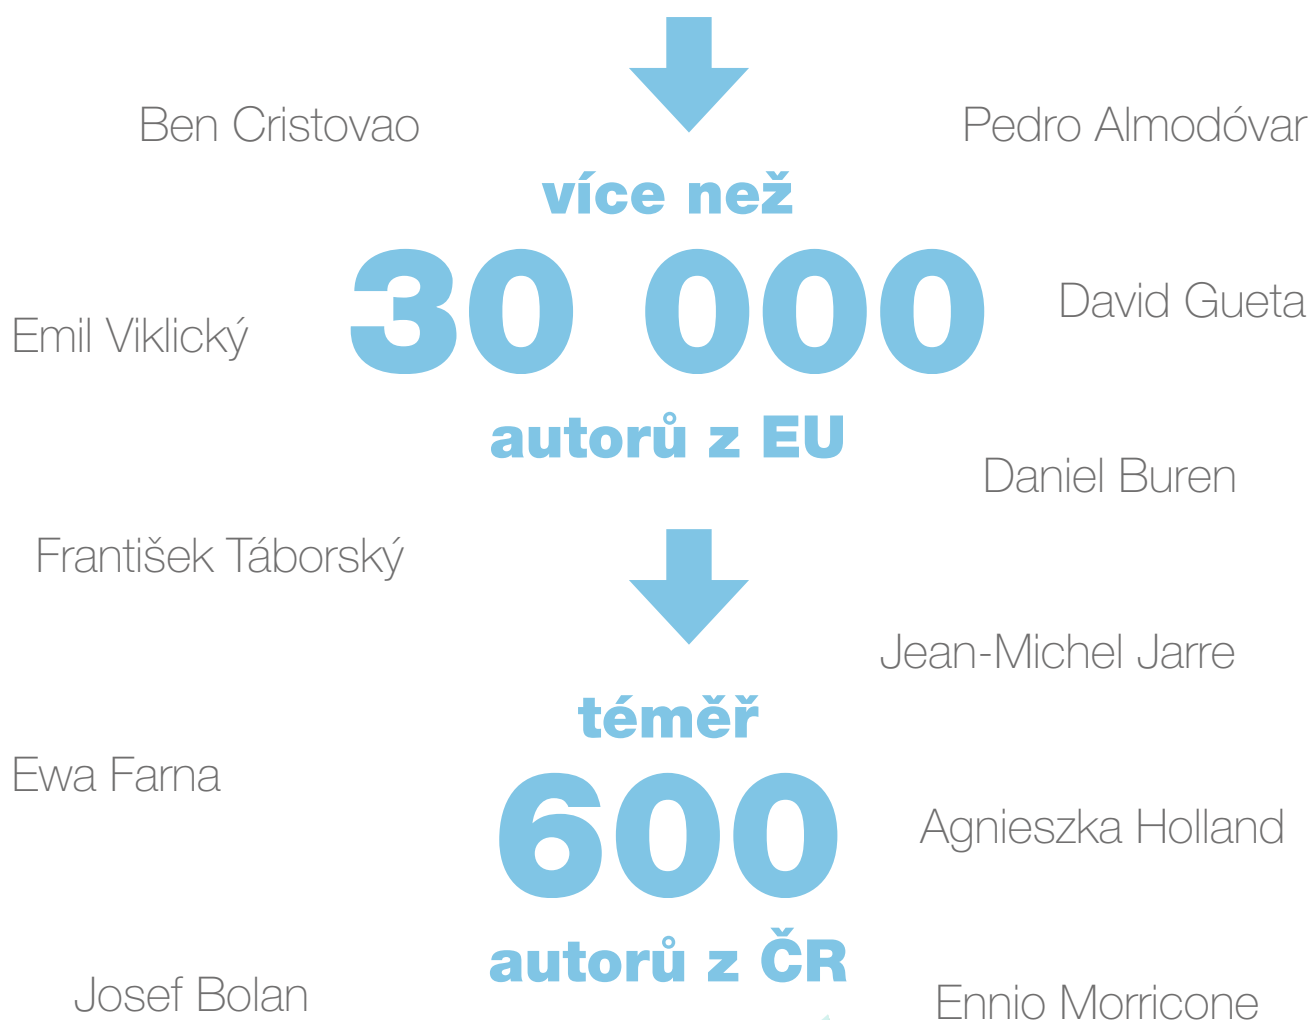 Ben Cristovao
Pedro Almodóvar
více než
30 000
David Gueta
Emil Viklický
autorů z EU
Daniel Buren
František Táborský
Jean-Michel Jarre
téměř
Ewa Farna
600
Agnieszka Holland
autorů z ČR
Josef Bolan
Ennio Morricone